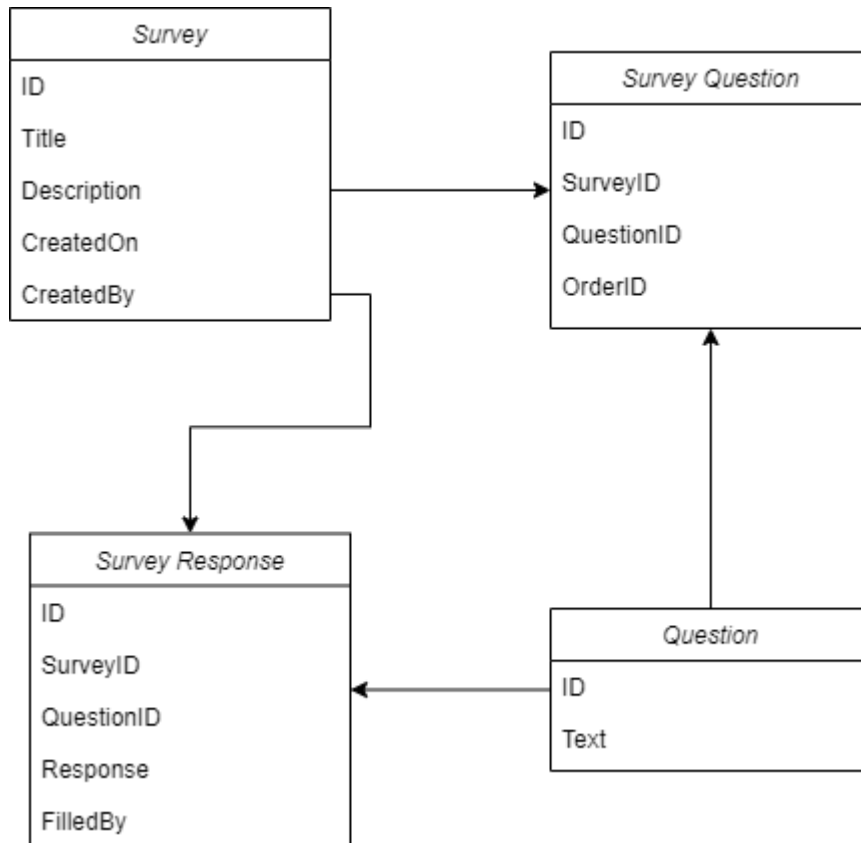 Survey
ID
Title
Description
CreatedOn
CreatedBy
Survey Question
ID
SurveyID
QuestionID
OrderID
Survey Response
ID
SurveyID
QuestionID
Response
FilledBy
Question
ID
Text